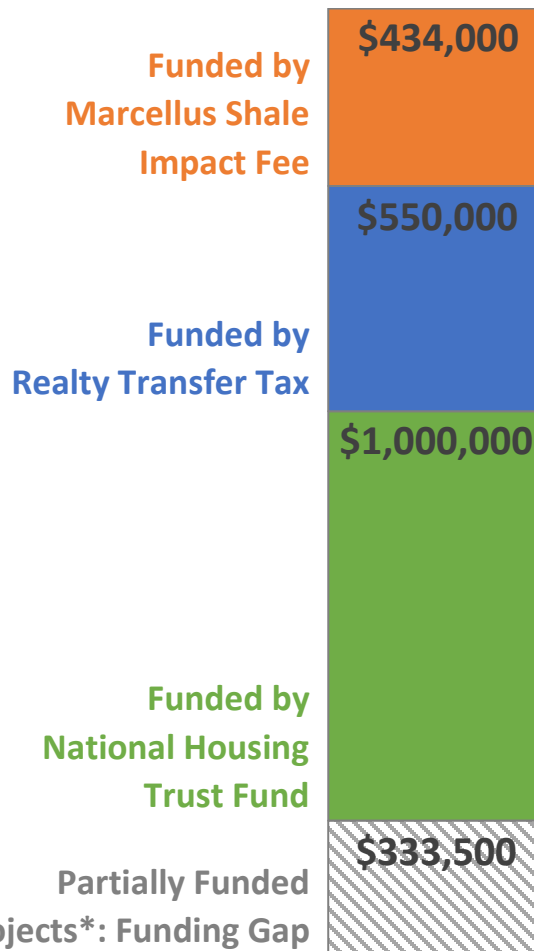 $434,000
Funded by
Marcellus Shale
Impact Fee
$550,000
Funded by
Realty Transfer Tax
$1,000,000
Funded by
National Housing
Trust Fund
$333,500
Partially Funded
ojects*: Funding Gap